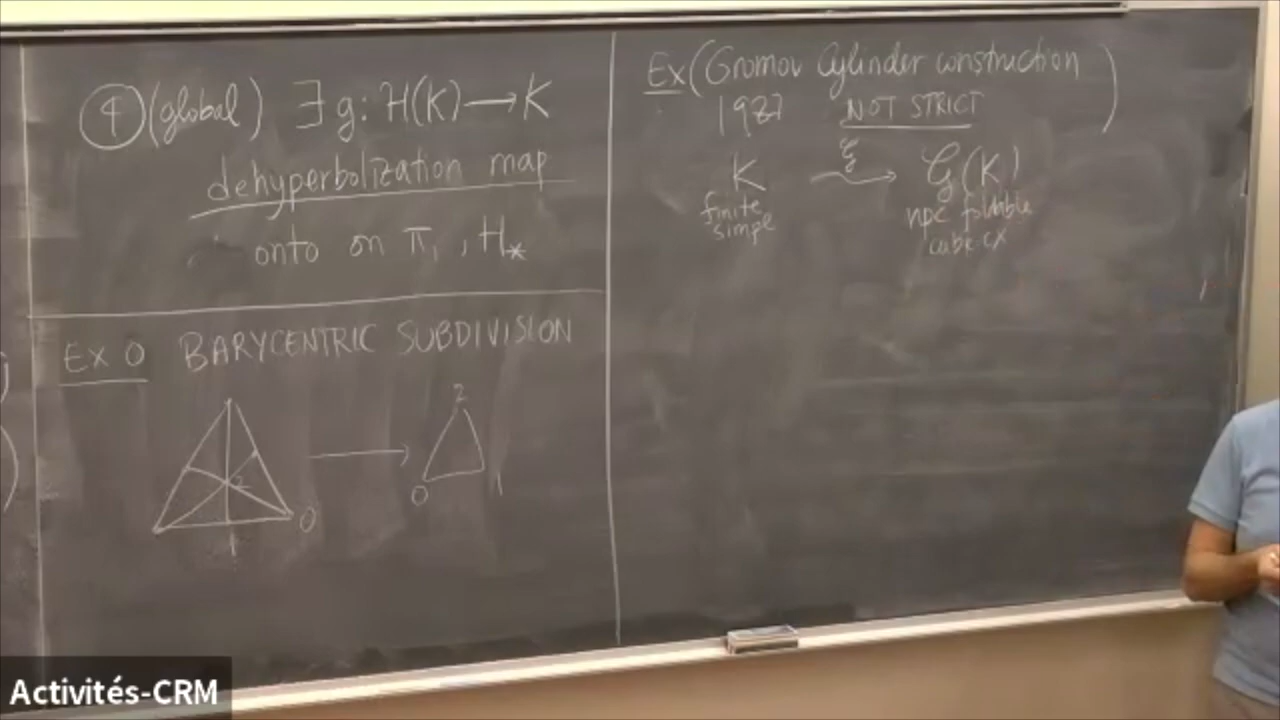 ④ (global) ∃ g: H(K) → K
dehyperbolization map
onto on π₁, H*
Ex 0 BARYCENTRIC SUBDIVISION
2
0
1
2
0
1
Ex (Gromov Cylinder construction)
1987 NOT STRICT
K 𝒢 → 𝒢(K)
finite npc foldable
cube cx
Activités-CRM